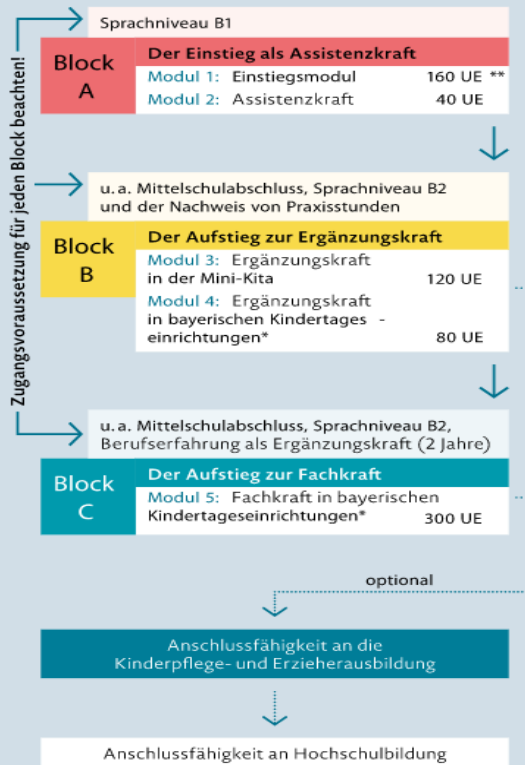 Zugangsvoraussetzung für jeden Block beachten!
Sprachniveau B1
Block
A
Der Einstieg als Assistenzkraft
Modul 1: Einstiegsmodul 160 UE **
Modul 2: Assistenzkraft 40 UE
u. a. Mittelschulabschluss, Sprachniveau B2
und der Nachweis von Praxisstunden
Block
B
Der Aufstieg zur Ergänzungskraft
Modul 3: Ergänzungskraft
in der Mini-Kita 120 UE
Modul 4: Ergänzungskraft
in bayerischen Kindertages -
einrichtungen* 80 UE
u. a. Mittelschulabschluss, Sprachniveau B2,
Berufserfahrung als Ergänzungskraft (2 Jahre)
Block
C
Der Aufstieg zur Fachkraft
Modul 5: Fachkraft in bayerischen
Kindertageseinrichtungen* 300 UE
optional
Anschlussfähigkeit an die
Kinderpflege- und Erzieherausbildung
Anschlussfähigkeit an Hochschulbildung